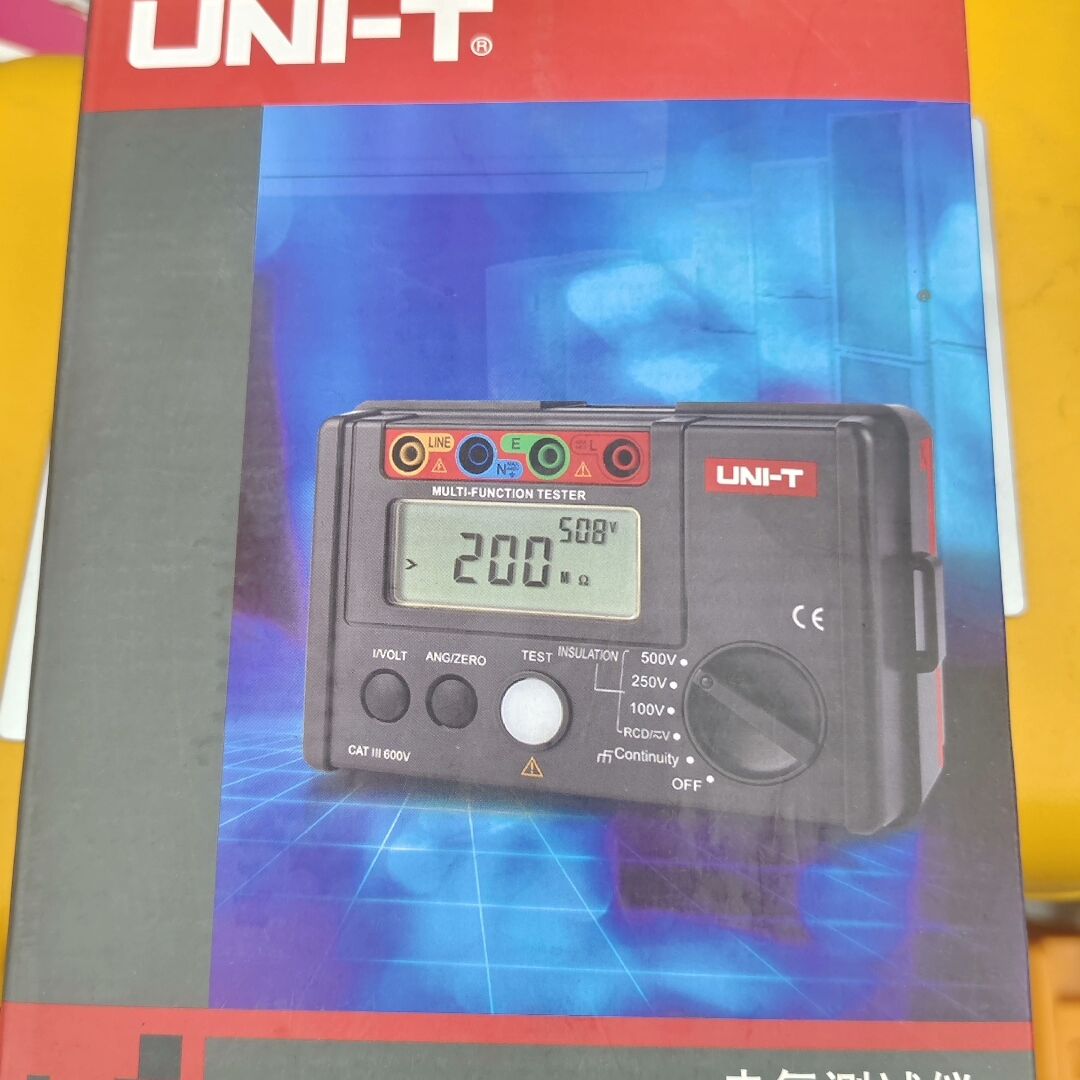 UNI-T®
LINE
N+
E
L
MULTI-FUNCTION TESTER
UNI-T
508V
> 200 MΩ
CE
I/VOLT
ANG/ZERO
TEST
INSULATION
500V
250V
100V
RCD/≂V
Continuity
OFF
CAT III 600V